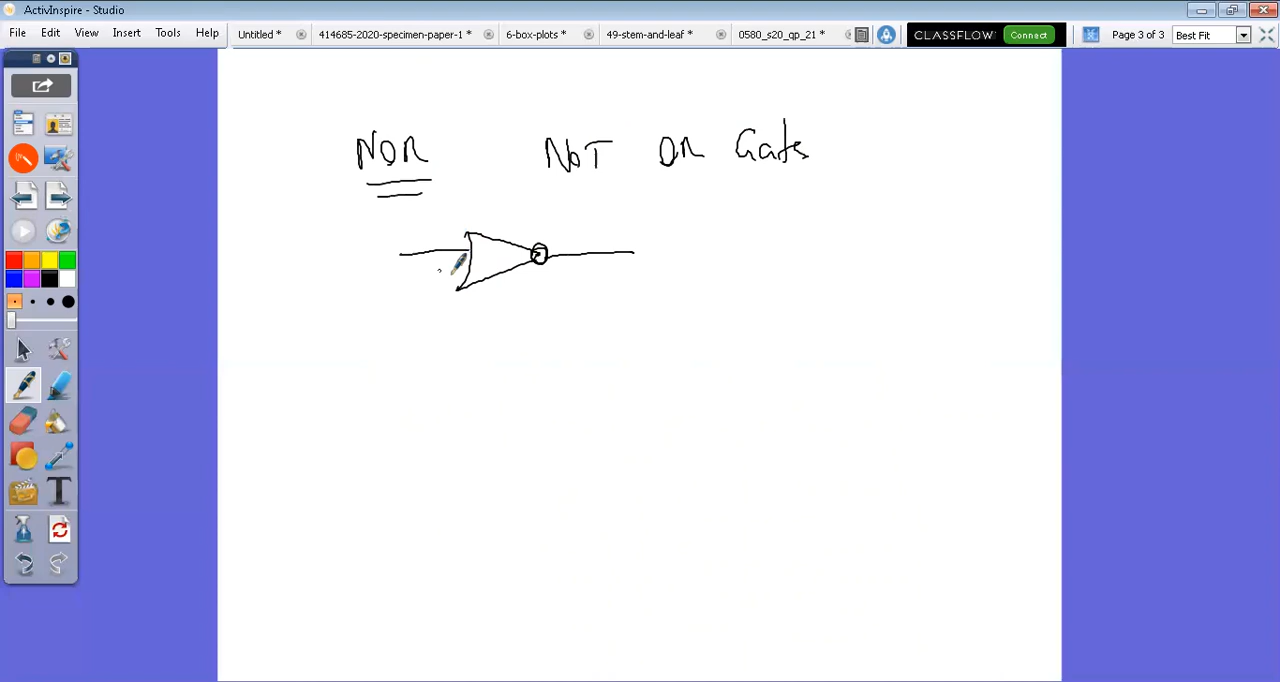 ActivInspire - Studio
File Edit View Insert Tools Help Untitled * 414685-2020-specimen-paper-1 * 6-box-plots * 49-stem-and-leaf * 0580_s20_qp_21 * CLASSFLOW Connect Page 3 of 3 Best Fit
NOR NOT OR Gates
T